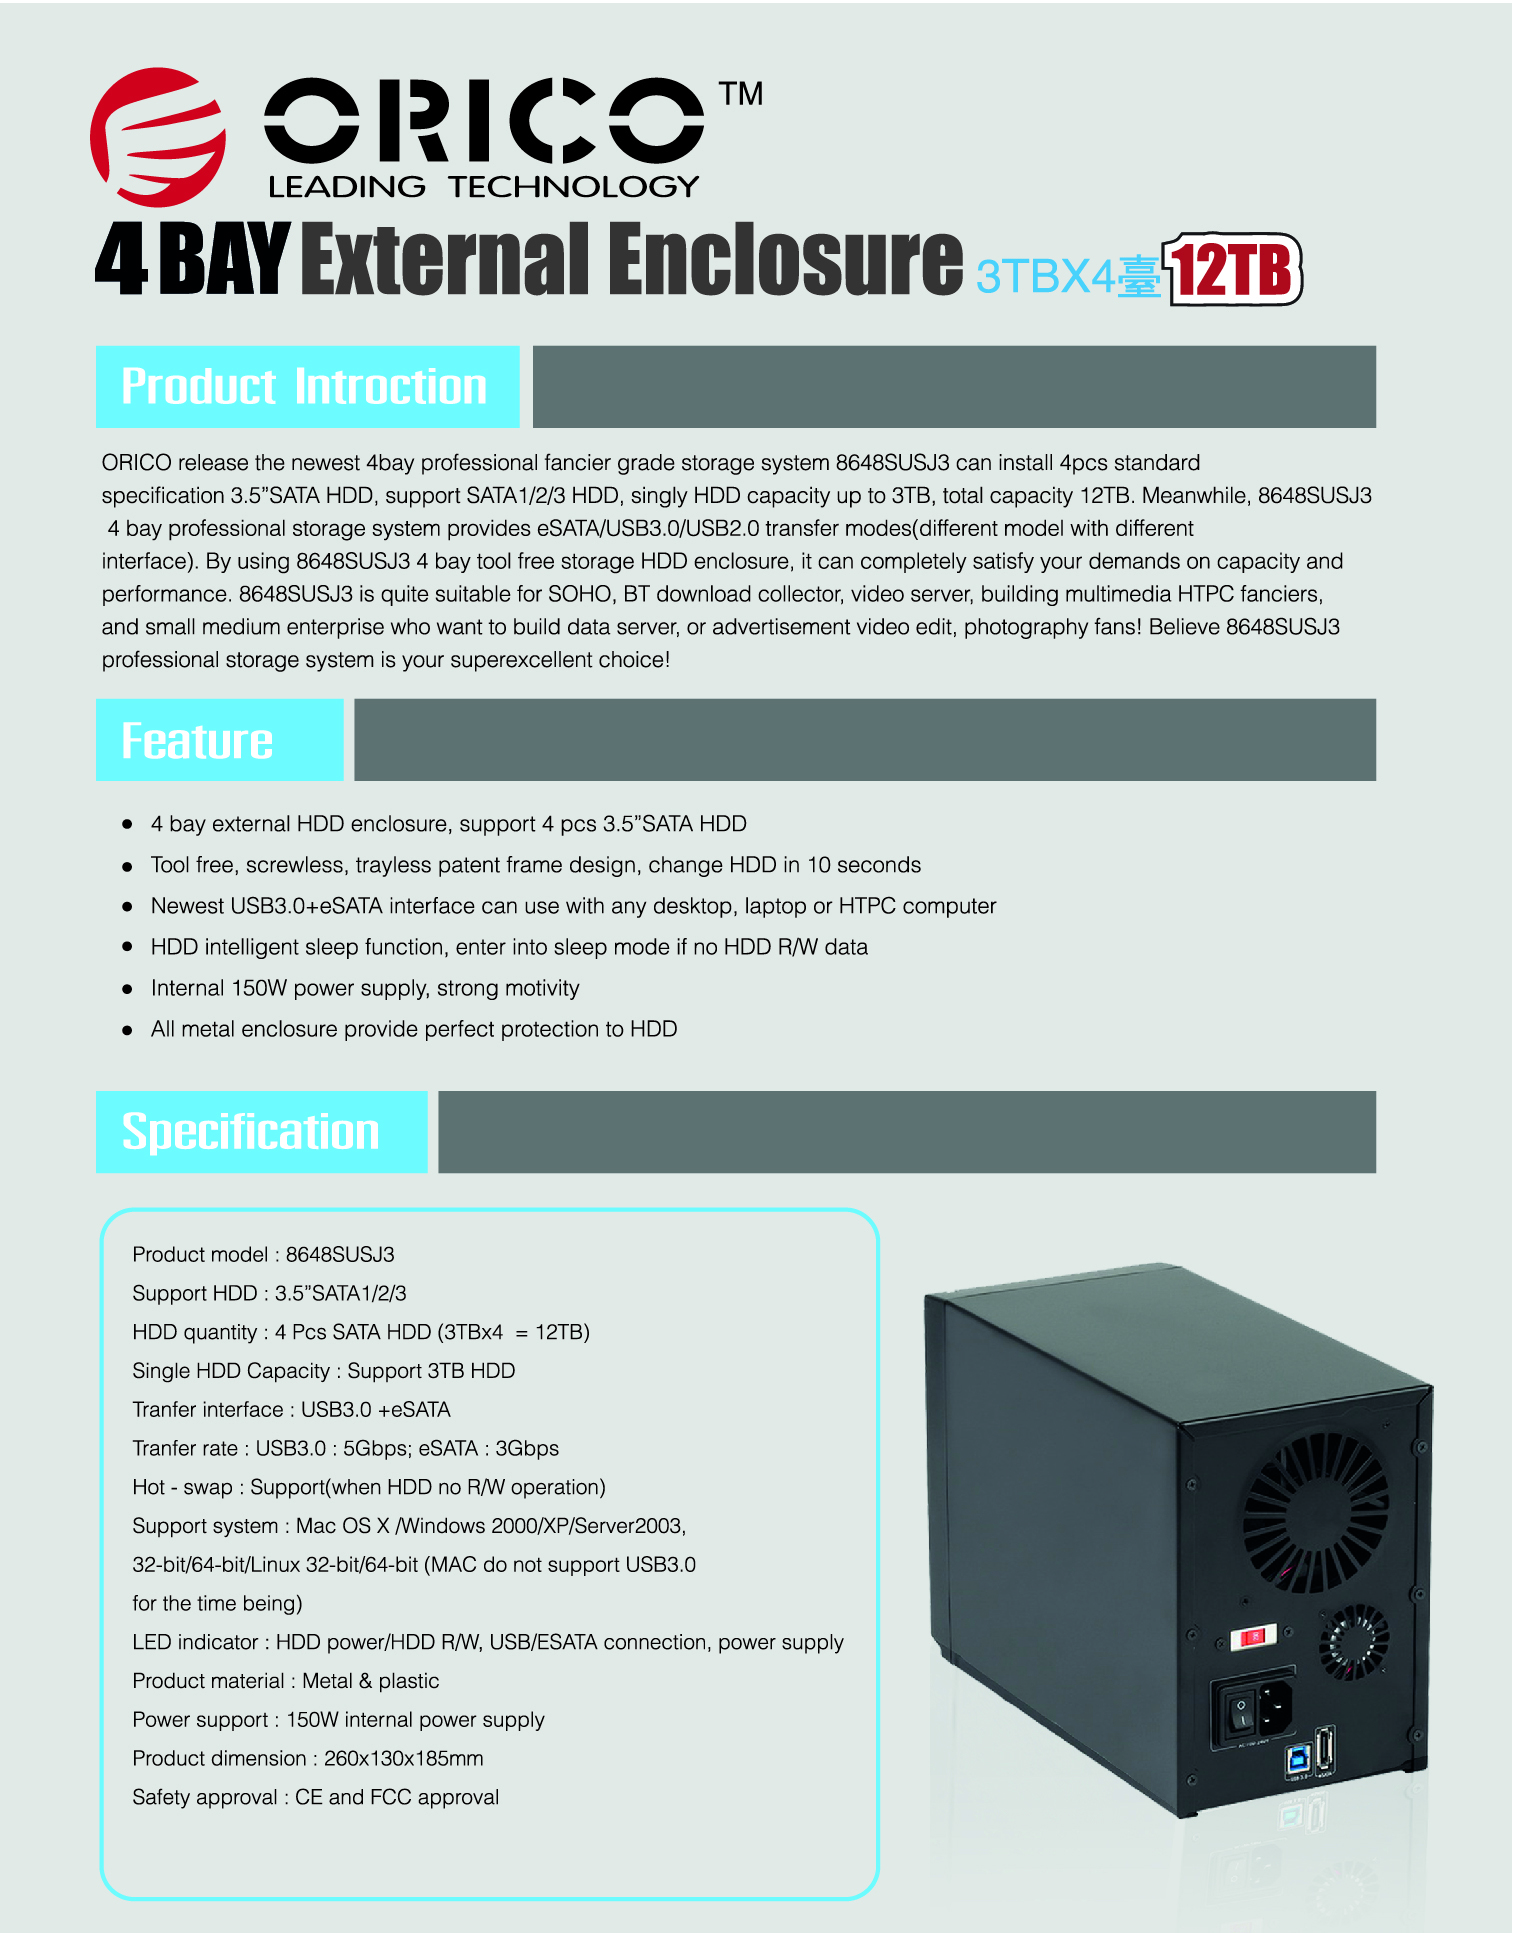 ORICO™
LEADING TECHNOLOGY
4 BAY External Enclosure 3TBX4臺 12TB
Product Introction
ORICO release the newest 4bay professional fancier grade storage system 8648SUSJ3 can install 4pcs standard
specification 3.5”SATA HDD, support SATA1/2/3 HDD, singly HDD capacity up to 3TB, total capacity 12TB. Meanwhile, 8648SUSJ3
4 bay professional storage system provides eSATA/USB3.0/USB2.0 transfer modes(different model with different
interface). By using 8648SUSJ3 4 bay tool free storage HDD enclosure, it can completely satisfy your demands on capacity and
performance. 8648SUSJ3 is quite suitable for SOHO, BT download collector, video server, building multimedia HTPC fanciers,
and small medium enterprise who want to build data server, or advertisement video edit, photography fans! Believe 8648SUSJ3
professional storage system is your superexcellent choice!
Feature
● 4 bay external HDD enclosure, support 4 pcs 3.5”SATA HDD
● Tool free, screwless, trayless patent frame design, change HDD in 10 seconds
● Newest USB3.0+eSATA interface can use with any desktop, laptop or HTPC computer
● HDD intelligent sleep function, enter into sleep mode if no HDD R/W data
● Internal 150W power supply, strong motivity
● All metal enclosure provide perfect protection to HDD
Specification
Product model : 8648SUSJ3
Support HDD : 3.5”SATA1/2/3
HDD quantity : 4 Pcs SATA HDD (3TBx4 = 12TB)
Single HDD Capacity : Support 3TB HDD
Tranfer interface : USB3.0 +eSATA
Tranfer rate : USB3.0 : 5Gbps; eSATA : 3Gbps
Hot - swap : Support(when HDD no R/W operation)
Support system : Mac OS X /Windows 2000/XP/Server2003,
32-bit/64-bit/Linux 32-bit/64-bit (MAC do not support USB3.0
for the time being)
LED indicator : HDD power/HDD R/W, USB/ESATA connection, power supply
Product material : Metal & plastic
Power support : 150W internal power supply
Product dimension : 260x130x185mm
Safety approval : CE and FCC approval
USB 3.0 eSATA